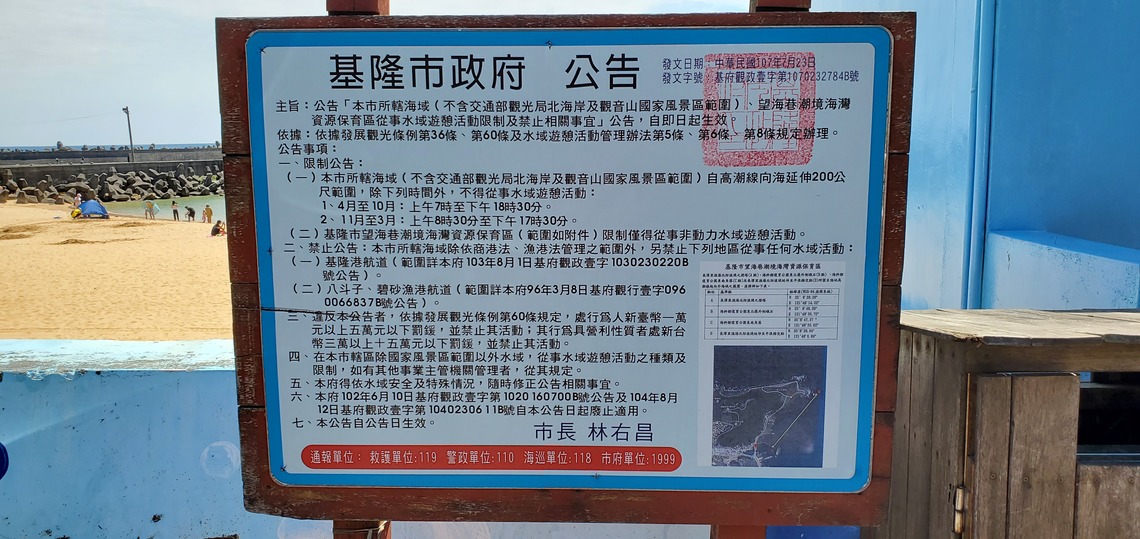 基隆市政府 公告
發文日期：中華民國107年7月23日
發文字號：基府觀政壹字第1070232784B號
主旨：公告「本市所轄海域（不含交通部觀光局北海岸及觀音山國家風景區範圍）、望海巷潮境海灣
資源保育區從事水域遊憩活動限制及禁止相關事宜」公告，自即日起生效
依據：依據發展觀光條例第36條、第60條及水域遊憩活動管理辦法第5條、第6條、第8條規定辦理。
公告事項：
一、限制公告：
（一）本市所轄海域（不含交通部觀光局北海岸及觀音山國家風景區範圍）自高潮線向海延伸200公
尺範圍，除下列時間外，不得從事水域遊憩活動：
1、4月至10月：上午7時至下午18時30分。
2、11月至3月：上午8時30分至下午17時30分。
（二）基隆市望海巷潮境海灣資源保育區（範圍如附件）限制僅得從事非動力水域遊憩活動。
二、禁止公告：本市所轄海域除依商港法、漁港法管理之範圍外，另禁止下列地區從事任何水域活動：
（一）基隆港航道（範圍詳本府103年8月1日基府觀政壹字1030230220B
號公告）。
（二）八斗子、碧砂漁港航道（範圍詳本府96年3月8日基府觀行壹字096
0066837B號公告）。
三、違反本公告者，依據發展觀光條例第60條規定，處行為人新臺幣一萬
元以上五萬元以下罰鍰，並禁止其活動；其行為具營利性質者處新台
幣三萬以上十五萬元以下罰鍰，並禁止其活動。
四、在本市轄區除國家風景區範圍以外水域，從事水域遊憩活動之種類及
限制，如有其他事業主管機關管理者，從其規定。
五、本府得依水域安全及特殊情況，隨時修正公告相關事宜。
六、本府102年6月10日基府觀政壹字第1020160700B號公告及104年8月
12日基府觀政壹字第1040230611B號自本公告日起廢止適用。
七、本公告自公告日生效。
市長 林右昌
通報單位： 救護單位:119 警政單位:110 海巡單位:118 市府單位:1999
基隆市望海巷潮境海灣資源保育區